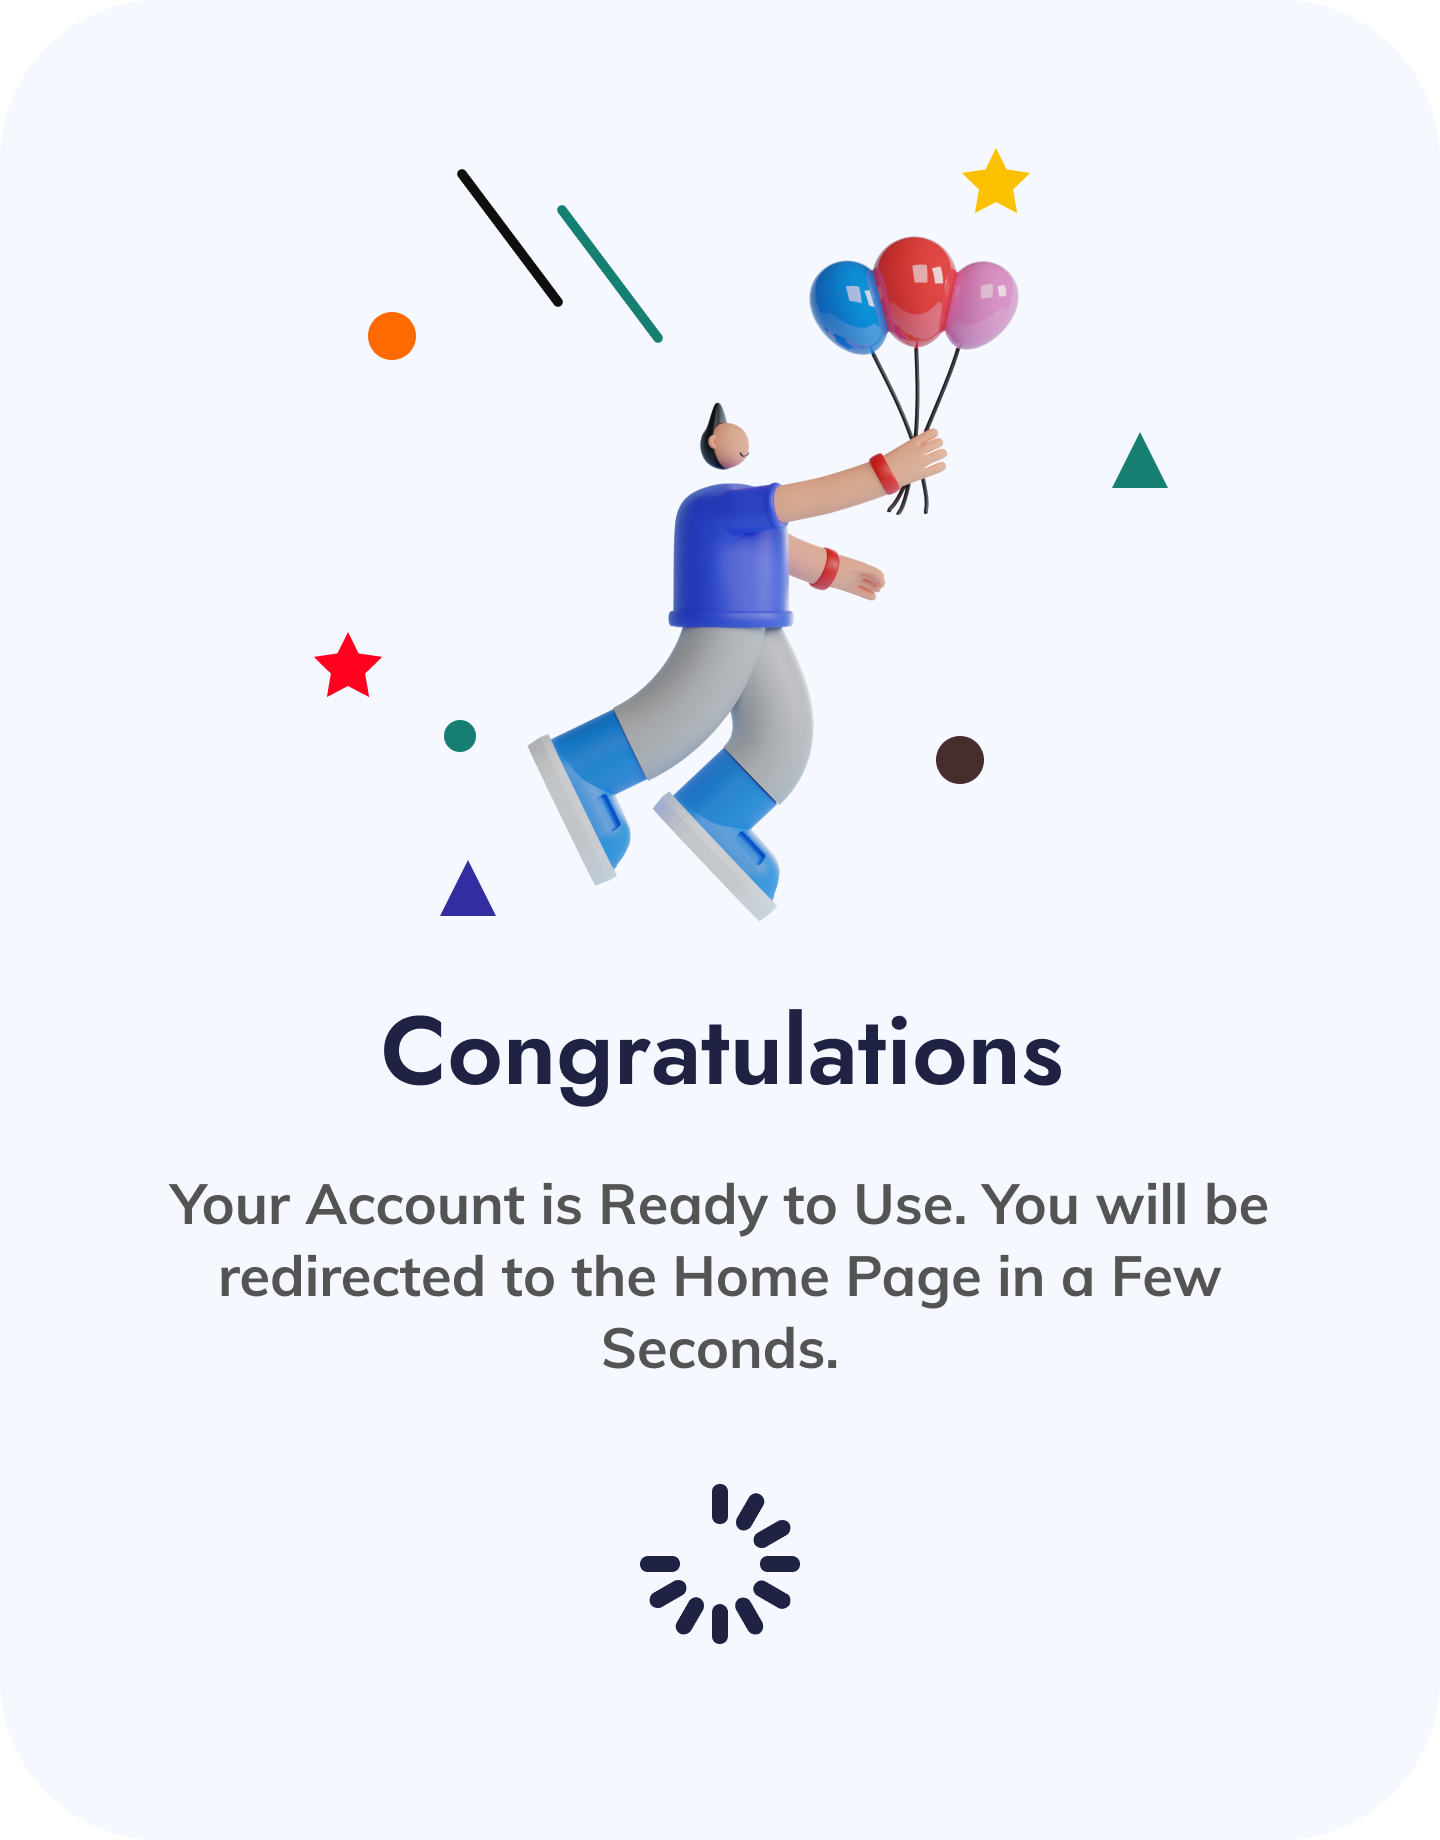 Congratulations
Your Account is Ready to Use. You will be
redirected to the Home Page in a Few
Seconds.